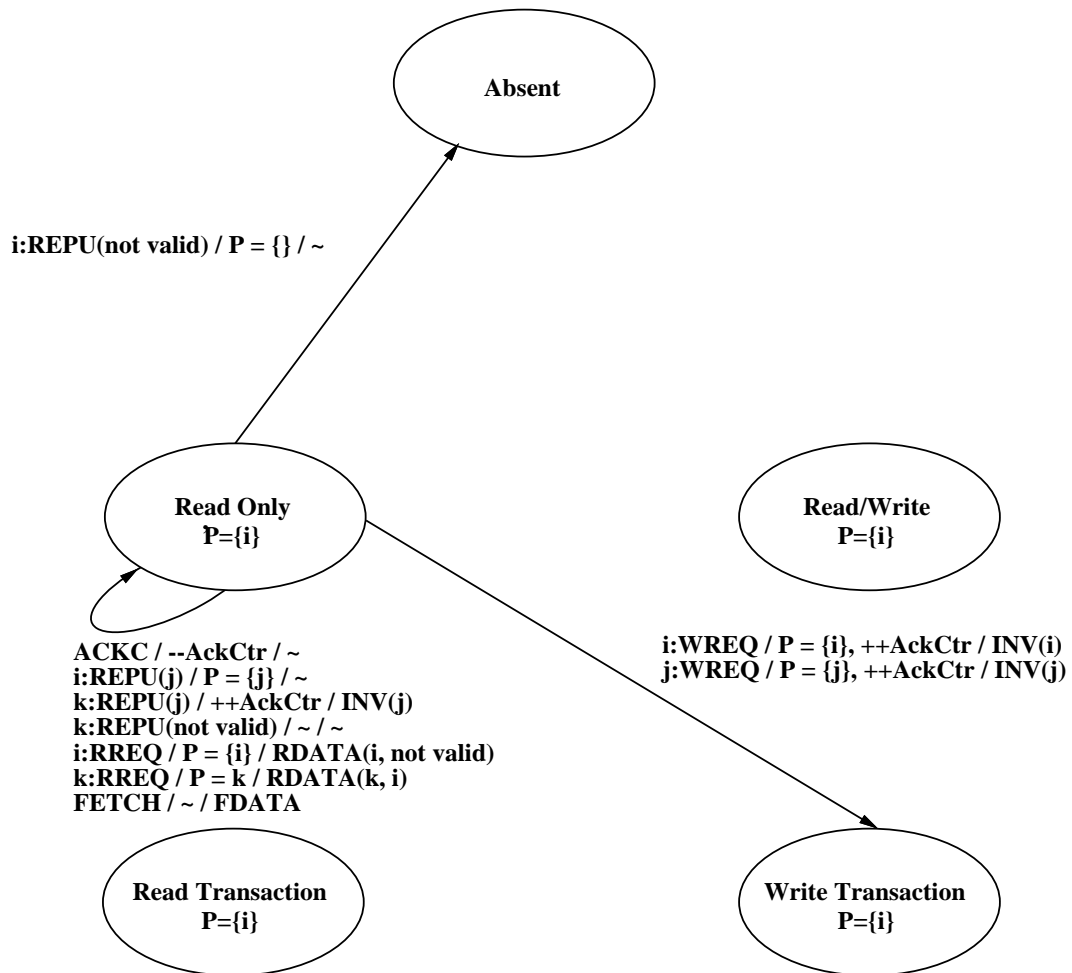 Absent
i:REPU(not valid) / P = {} / ~
Read Only
P={i}
Read/Write
P={i}
ACKC / --AckCtr / ~
i:REPU(j) / P = {j} / ~
k:REPU(j) / ++AckCtr / INV(j)
k:REPU(not valid) / ~ / ~
i:RREQ / P = {i} / RDATA(i, not valid)
k:RREQ / P = k / RDATA(k, i)
FETCH / ~ / FDATA
i:WREQ / P = {i}, ++AckCtr / INV(i)
j:WREQ / P = {j}, ++AckCtr / INV(j)
Read Transaction
P={i}
Write Transaction
P={i}